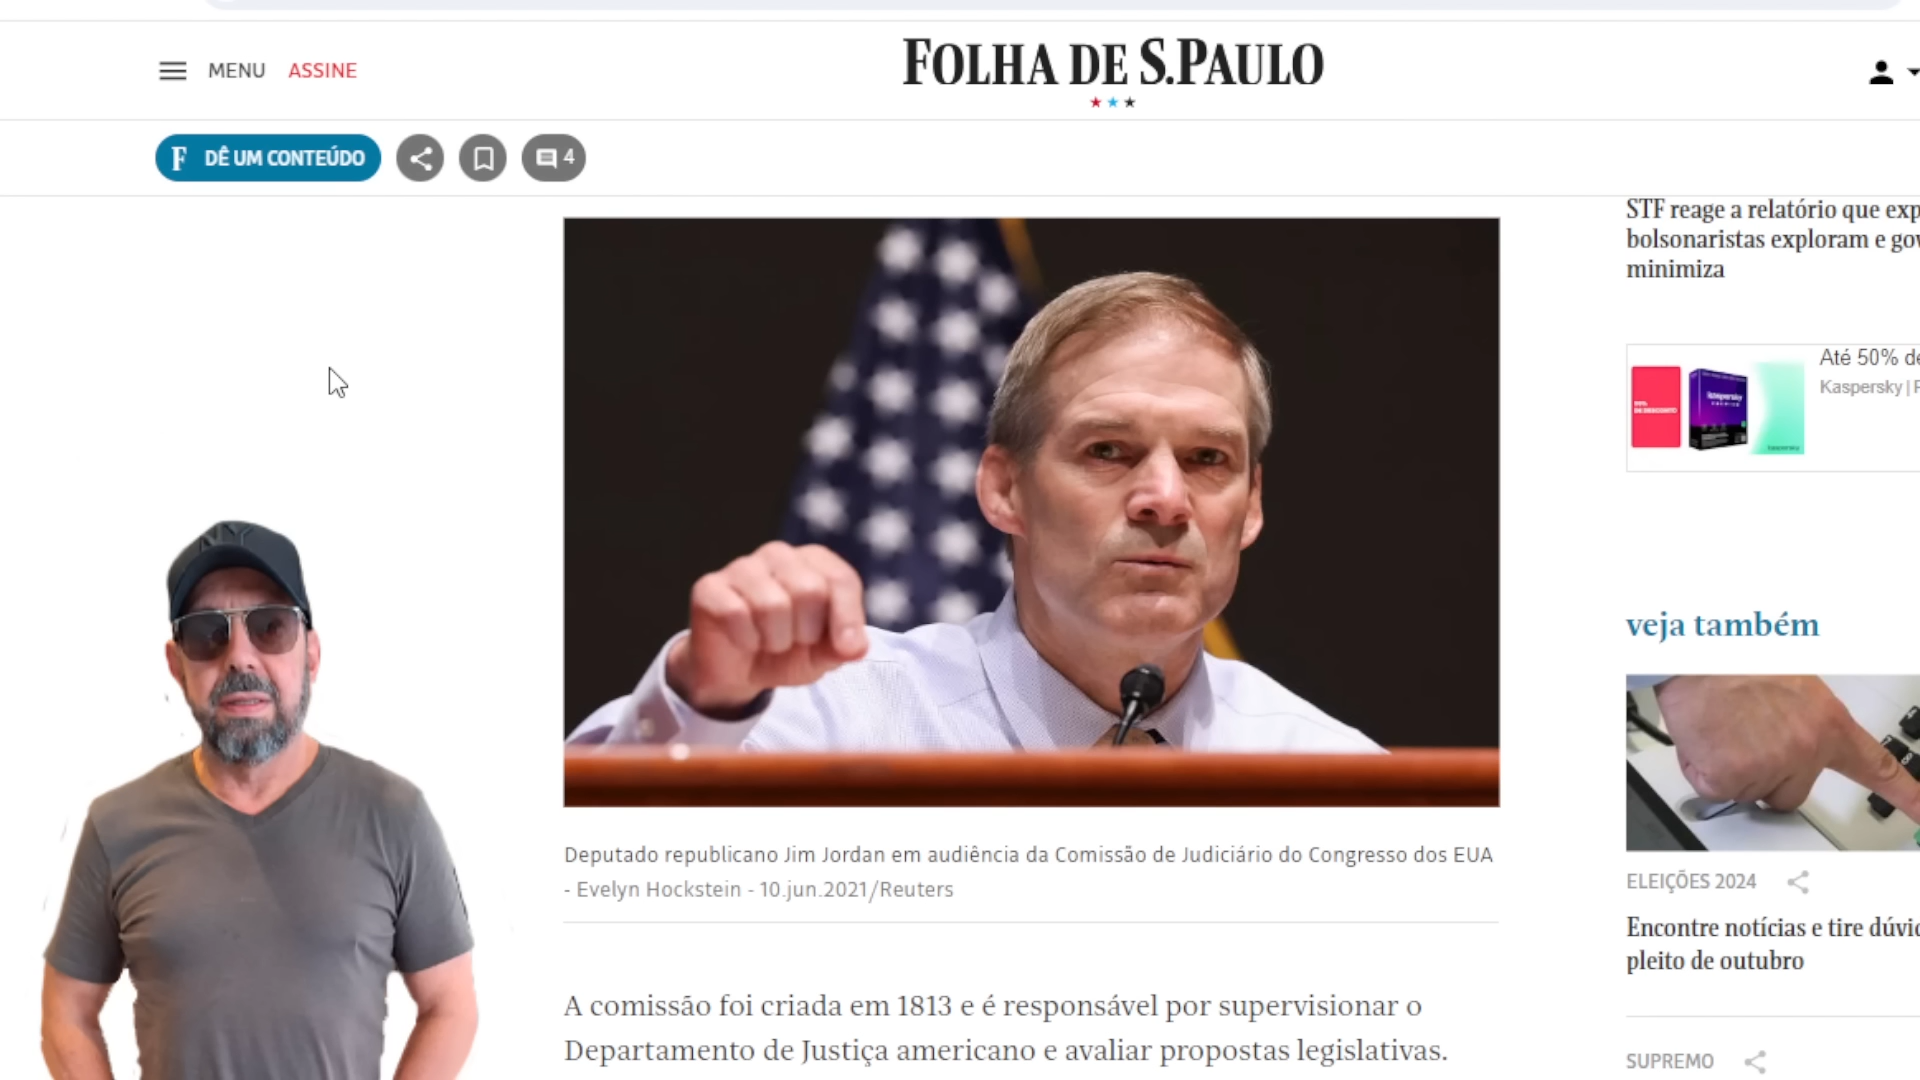 MENU ASSINE
FOLHA DE S.PAULO
F DÊ UM CONTEÚDO
4
STF reage a relatório que exp
bolsonaristas exploram e gov
minimiza
Até 50% de
Kaspersky | P
kaspersky
NY
veja também
Deputado republicano Jim Jordan em audiência da Comissão de Judiciário do Congresso dos EUA
- Evelyn Hockstein - 10.jun.2021/Reuters
ELEIÇÕES 2024
Encontre notícias e tire dúvid
pleito de outubro
A comissão foi criada em 1813 e é responsável por supervisionar o
Departamento de Justiça americano e avaliar propostas legislativas.
SUPREMO